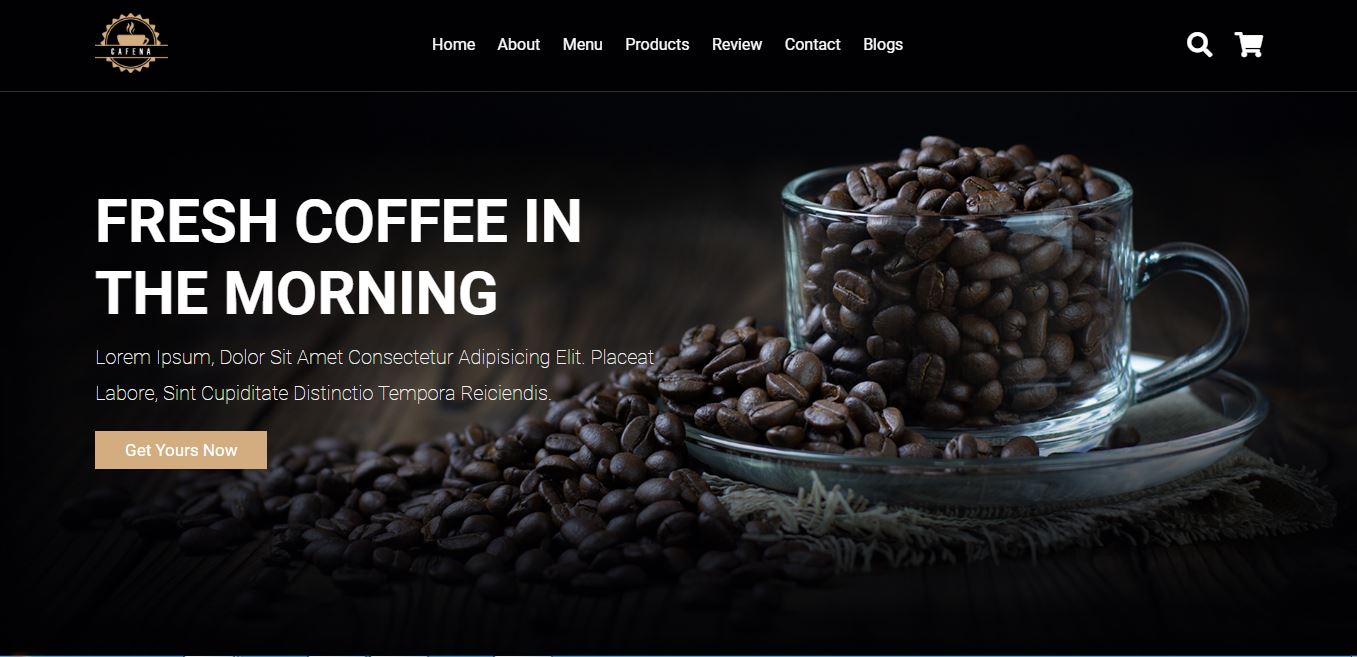 CAFENA
Home About Menu Products Review Contact Blogs
FRESH COFFEE IN
THE MORNING
Lorem Ipsum, Dolor Sit Amet Consectetur Adipisicing Elit. Placeat
Labore, Sint Cupiditate Distinctio Tempora Reiciendis.
Get Yours Now